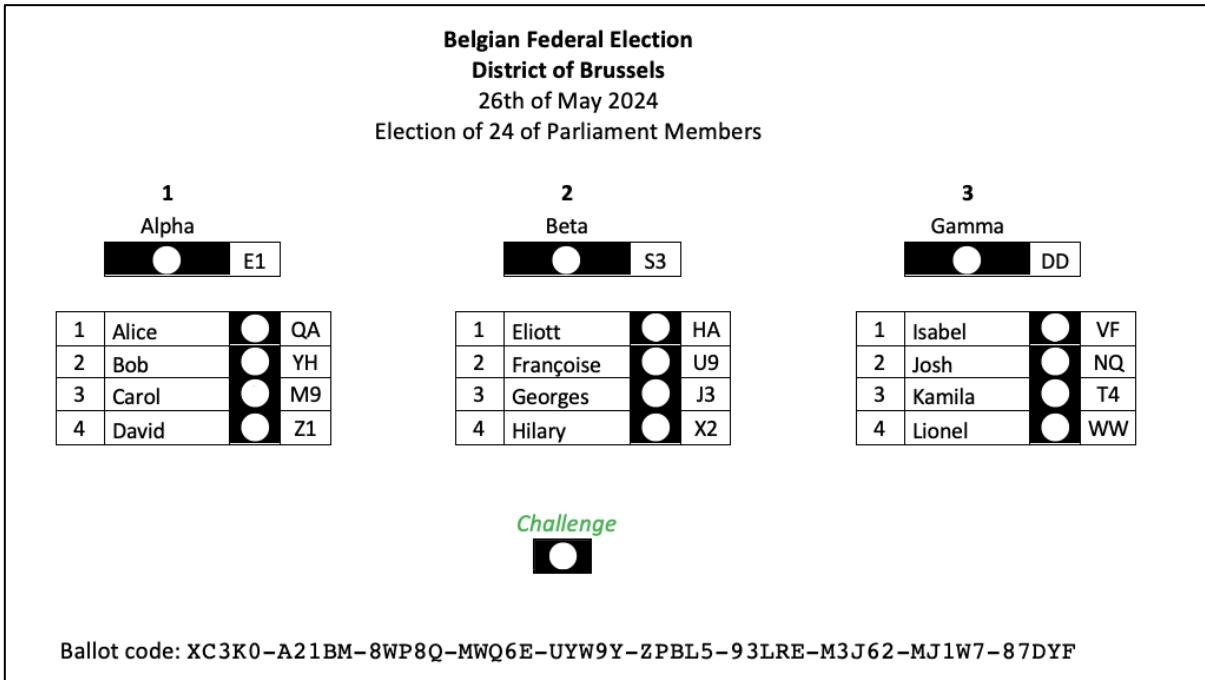 Belgian Federal Election
District of Brussels
26th of May 2024
Election of 24 of Parliament Members
1 2 3
Alpha Beta Gamma
E1 S3 DD
1 Alice QA 1 Eliott HA 1 Isabel VF
2 Bob YH 2 Françoise U9 2 Josh NQ
3 Carol M9 3 Georges J3 3 Kamila T4
4 David Z1 4 Hilary X2 4 Lionel WW
Challenge
Ballot code: XC3K0-A21BM-8WP8Q-MWQ6E-UYW9Y-ZPBL5-93LRE-M3J62-MJ1W7-87DYF